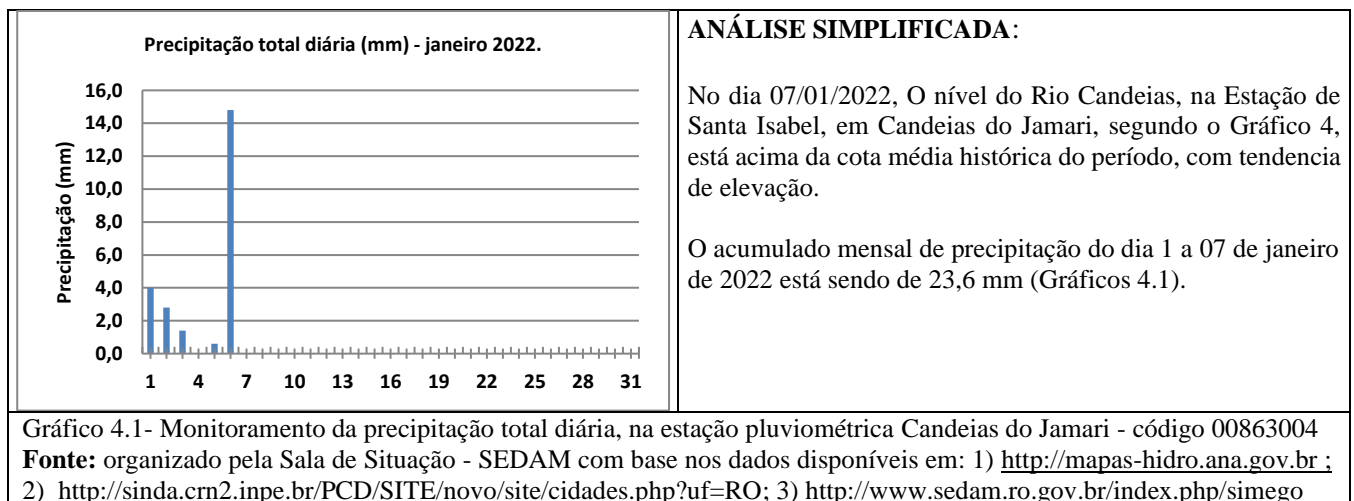 Precipitação total diária (mm) - janeiro 2022.
16,0
14,0
12,0
10,0
8,0
6,0
4,0
2,0
0,0
Precipitação (mm)
1 4 7 10 13 16 19 22 25 28 31
ANÁLISE SIMPLIFICADA:
No dia 07/01/2022, O nível do Rio Candeias, na Estação de
Santa Isabel, em Candeias do Jamari, segundo o Gráfico 4,
está acima da cota média histórica do período, com tendencia
de elevação.
O acumulado mensal de precipitação do dia 1 a 07 de janeiro
de 2022 está sendo de 23,6 mm (Gráficos 4.1).
Gráfico 4.1- Monitoramento da precipitação total diária, na estação pluviométrica Candeias do Jamari - código 00863004
Fonte: organizado pela Sala de Situação - SEDAM com base nos dados disponíveis em: 1) http://mapas-hidro.ana.gov.br ;
2) http://sinda.crn2.inpe.br/PCD/SITE/novo/site/cidades.php?uf=RO; 3) http://www.sedam.ro.gov.br/index.php/simego